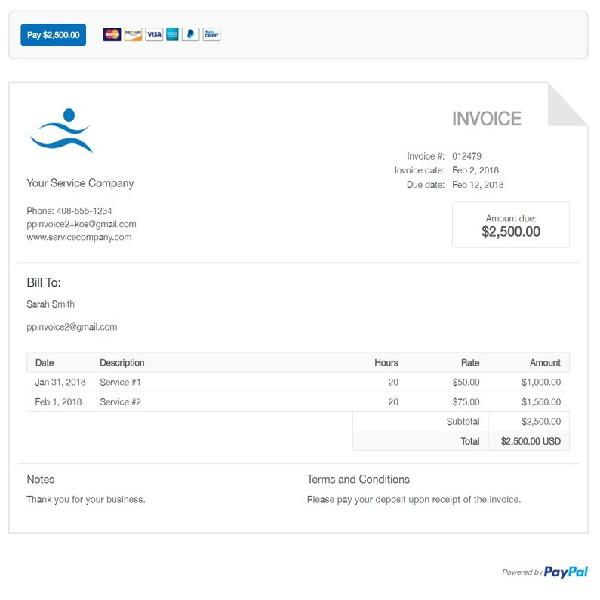 Pay $2,500.00
VISA
INVOICE
Invoice #: 012479
Invoice date: Feb 2, 2018
Due date: Feb 12, 2018
Your Service Company
Phone: 408-555-1234
ppinvoice2+kos@gmail.com
www.servicecompany.com
Amount due:
$2,500.00
Bill To:
Sarah Smith
ppinvoice2@gmail.com
Date Description Hours Rate Amount
Jan 31, 2018 Service #1 20 $50.00 $1,000.00
Feb 1, 2018 Service #2 20 $75.00 $1,500.00
Subtotal $2,500.00
Total $2,500.00 USD
Notes Terms and Conditions
Thank you for your business. Please pay your deposit upon receipt of the invoice.
Powered by PayPal